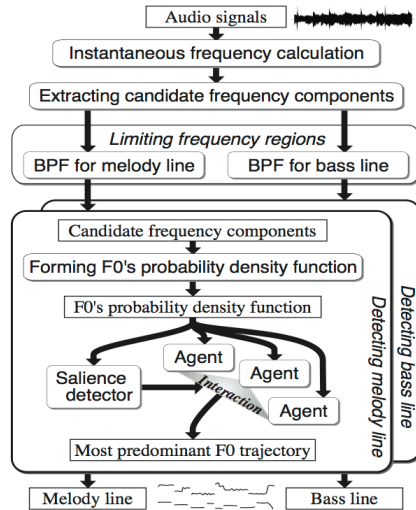 Audio signals
Instantaneous frequency calculation
Extracting candidate frequency components
Limiting frequency regions
BPF for melody line
BPF for bass line
Candidate frequency components
Forming F0's probability density function
F0's probability density function
Agent
Agent
Agent
Salience
detector
Interaction
Most predominant F0 trajectory
Detecting melody line
Detecting bass line
Melody line
Bass line